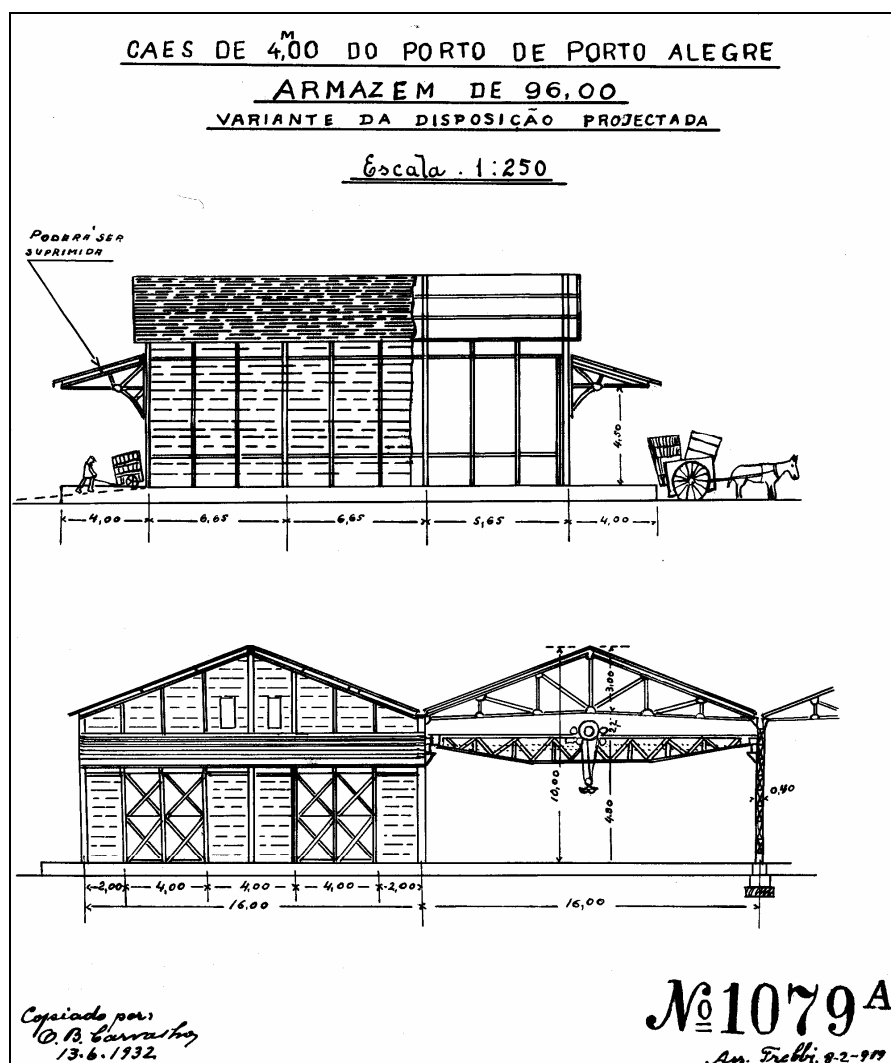 CAES DE 4,ᴹ00 DO PORTO DE PORTO ALEGRE
ARMAZEM DE 96,00
VARIANTE DA DISPOSIÇÃO PROJECTADA
Escala . 1:250
PODERÁ SER
SUPRIMIDA
4,50
4,00 6,65 6,65 5,65 4,00
3,00
10,00
4.80
0,40
2,00 4,00 4,00 4,00 2,00
16,00 16,00
Nº 1079 A
Copiado por:
O. B. Carvalho
13.6.1932